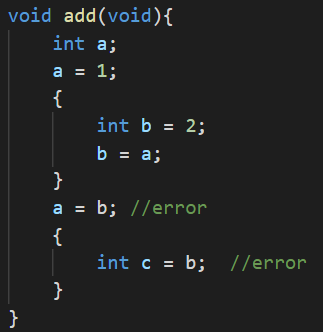 void add(void){
    int a;
    a = 1;
    {
        int b = 2;
        b = a;
    }
    a = b; //error
    {
        int c = b;  //error
    }
}